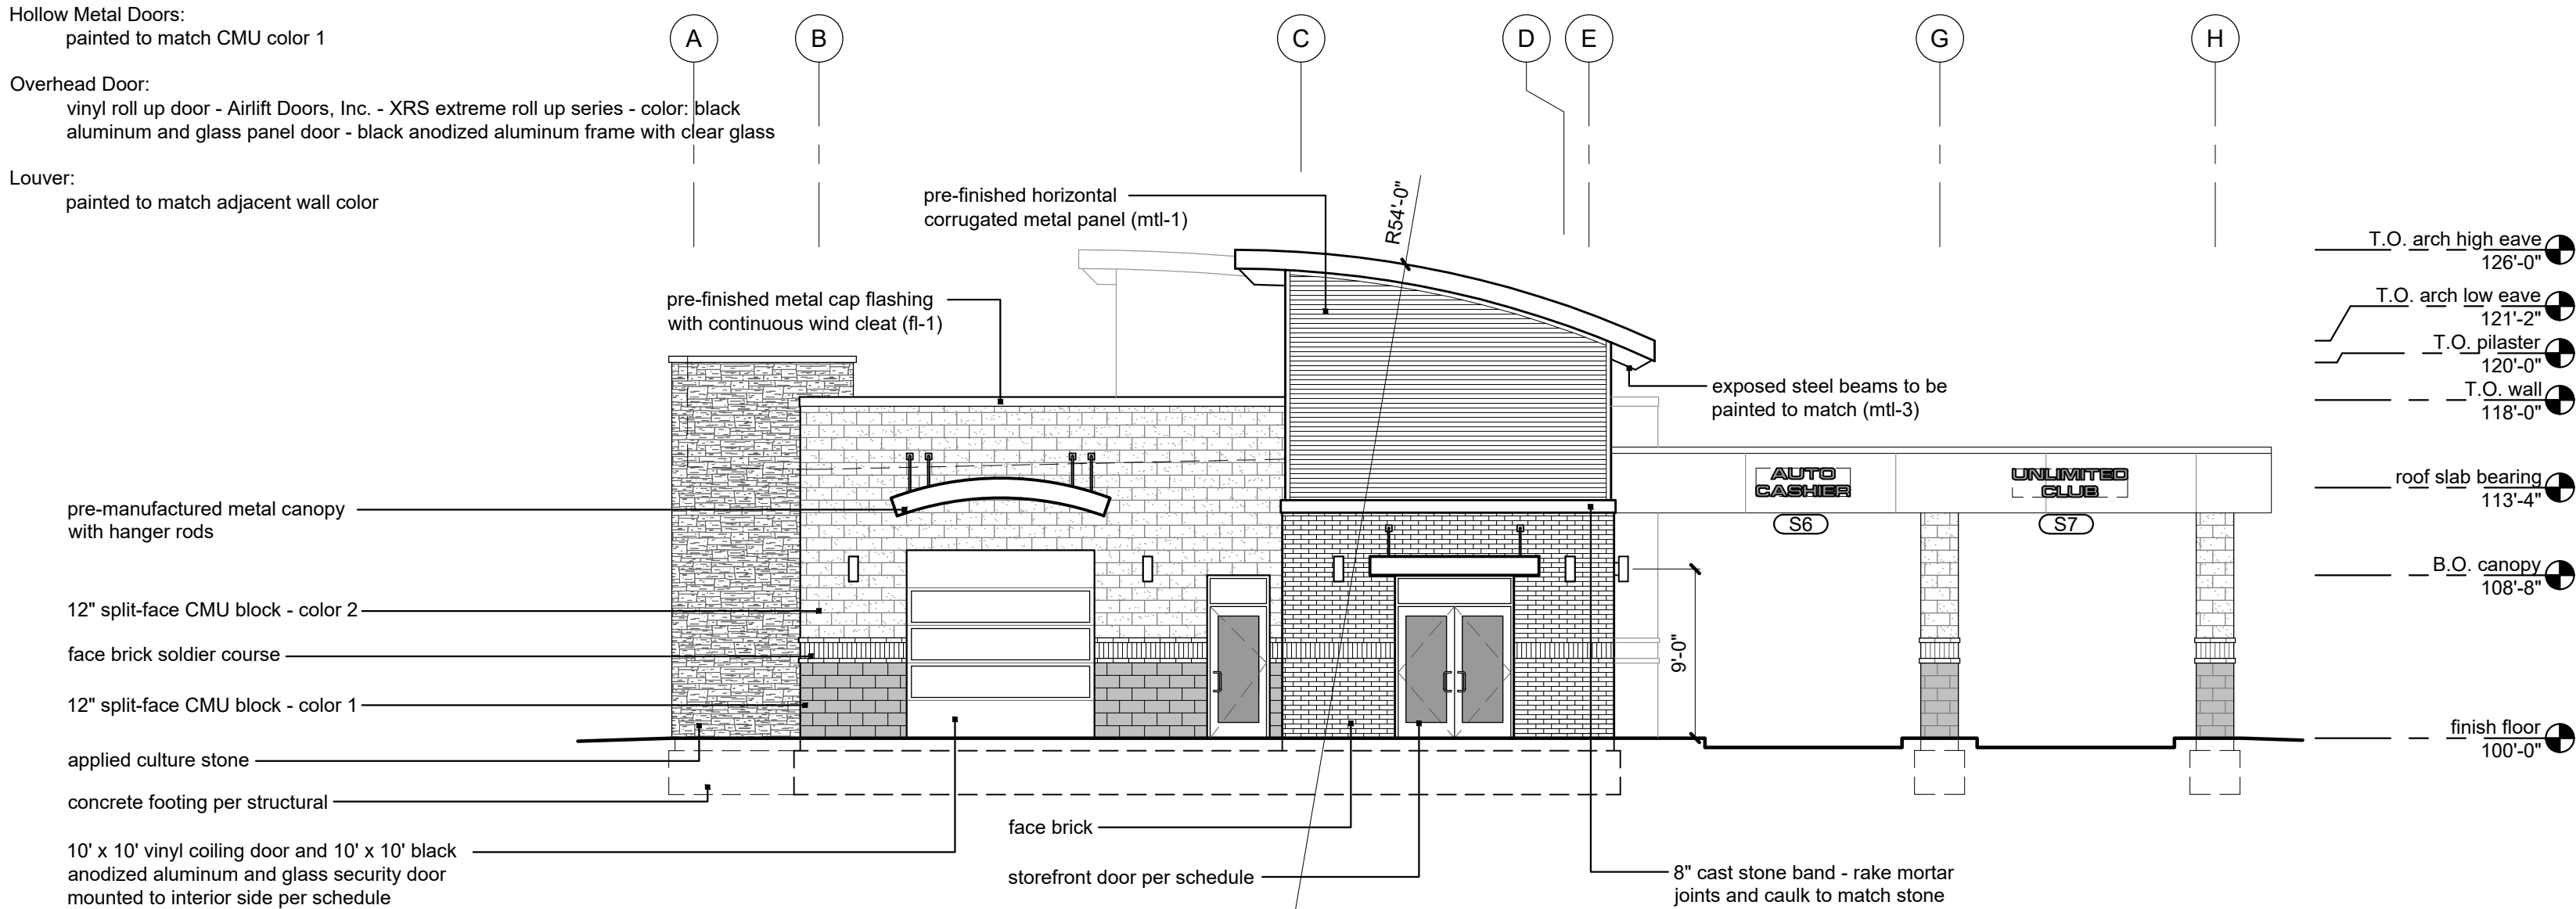 Hollow Metal Doors:
painted to match CMU color 1
Overhead Door:
vinyl roll up door - Airlift Doors, Inc. - XRS extreme roll up series - color: black
aluminum and glass panel door - black anodized aluminum frame with clear glass
Louver:
painted to match adjacent wall color
A
B
C
D
E
G
H
pre-finished horizontal
corrugated metal panel (mtl-1)
R54'-0"
pre-finished metal cap flashing
with continuous wind cleat (fl-1)
exposed steel beams to be
painted to match (mtl-3)
T.O. arch high eave
126'-0"
T.O. arch low eave
121'-2"
T.O. pilaster
120'-0"
T.O. wall
118'-0"
roof slab bearing
113'-4"
B.O. canopy
108'-8"
finish floor
100'-0"
AUTO
CASHIER
S6
UNLIMITED
CLUB
S7
9'-0"
pre-manufactured metal canopy
with hanger rods
12" split-face CMU block - color 2
face brick soldier course
12" split-face CMU block - color 1
applied culture stone
concrete footing per structural
10' x 10' vinyl coiling door and 10' x 10' black
anodized aluminum and glass security door
mounted to interior side per schedule
face brick
storefront door per schedule
8" cast stone band - rake mortar
joints and caulk to match stone